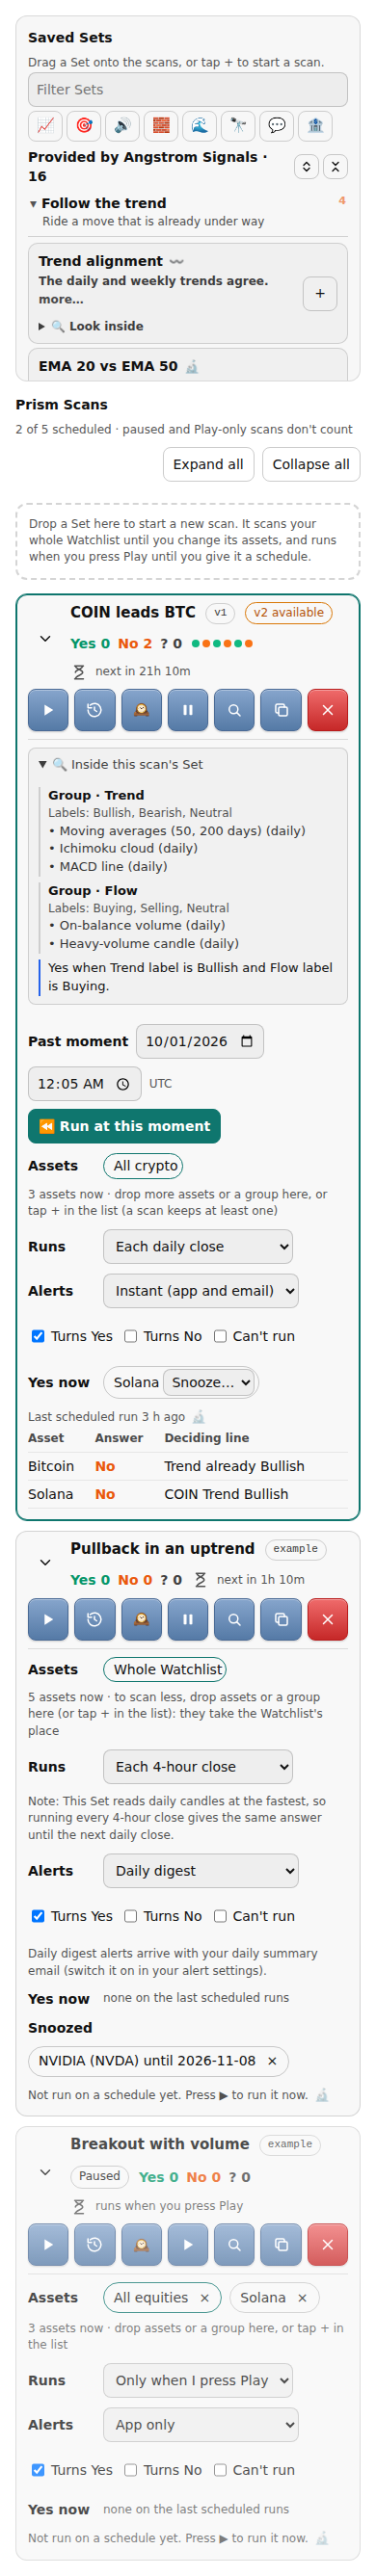 Saved Sets
Drag a Set onto the scans, or tap + to start a scan.
Filter Sets
Provided by Angstrom Signals ·
16
▾ Follow the trend 4
Ride a move that is already under way
Trend alignment
The daily and weekly trends agree.
more…
+
▸ 🔍 Look inside
EMA 20 vs EMA 50 🔬
Prism Scans
2 of 5 scheduled · paused and Play-only scans don't count
Expand all Collapse all
Drop a Set here to start a new scan. It scans your
whole Watchlist until you change its assets, and runs
when you press Play until you give it a schedule.
COIN leads BTC v1 v2 available
Yes 0 No 2 ? 0
next in 21h 10m
▾ 🔍 Inside this scan's Set
Group · Trend
Labels: Bullish, Bearish, Neutral
• Moving averages (50, 200 days) (daily)
• Ichimoku cloud (daily)
• MACD line (daily)
Group · Flow
Labels: Buying, Selling, Neutral
• On-balance volume (daily)
• Heavy-volume candle (daily)
Yes when Trend label is Bullish and Flow label
is Buying.
Past moment 10/01/2026
12:05 AM UTC
⏪ Run at this moment
Assets All crypto
3 assets now · drop more assets or a group here, or
tap + in the list (a scan keeps at least one)
Runs Each daily close
Alerts Instant (app and email)
Turns Yes Turns No Can't run
Yes now Solana Snooze…
Last scheduled run 3 h ago 🔬
Asset Answer Deciding line
Bitcoin No Trend already Bullish
Solana No COIN Trend Bullish
Pullback in an uptrend example
Yes 0 No 0 ? 0 next in 1h 10m
Assets Whole Watchlist
5 assets now · to scan less, drop assets or a group
here (or tap + in the list): they take the Watchlist's
place
Runs Each 4-hour close
Note: This Set reads daily candles at the fastest, so
running every 4-hour close gives the same answer
until the next daily close.
Alerts Daily digest
Turns Yes Turns No Can't run
Daily digest alerts arrive with your daily summary
email (switch it on in your alert settings).
Yes now none on the last scheduled runs
Snoozed
NVIDIA (NVDA) until 2026-11-08 ×
Not run on a schedule yet. Press ▶ to run it now. 🔬
Breakout with volume example
Paused Yes 0 No 0 ? 0
runs when you press Play
Assets All equities × Solana ×
3 assets now · drop assets or a group here, or tap + in
the list
Runs Only when I press Play
Alerts App only
Turns Yes Turns No Can't run
Yes now none on the last scheduled runs
Not run on a schedule yet. Press ▶ to run it now. 🔬